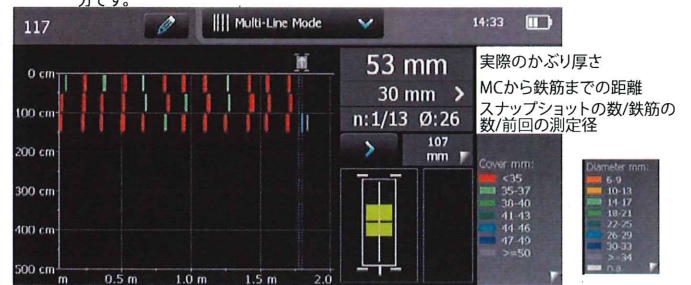 分です。
117
Multi-Line Mode
14:33
0 cm
100 cm
200 cm
300 cm
400 cm
500 cm
m 0.5 m 1.0 m 1.5 m 2.0
53 mm
30 mm >
n:1/13 Ø:26
107
mm
実際のかぶり厚さ
MCから鉄筋までの距離
スナップショットの数/鉄筋の
数/前回の測定径
Cover mm:
<35
35-37
38-40
41-43
44-46
47-49
>=50
Diameter mm:
6-9
10-13
14-17
18-21
22-25
26-29
30-33
>=34
n.a.